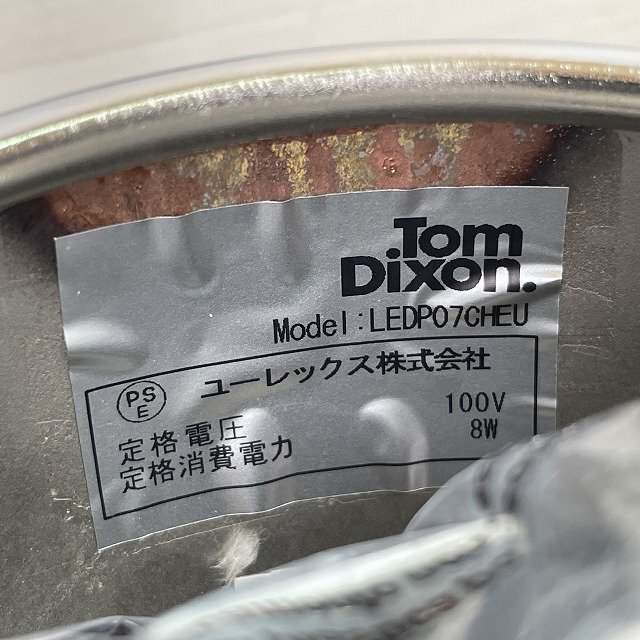 Tom
Dixon.
Model:LEDP07CHEU
PS
E
ユーレックス株式会社
定格電圧 100V
定格消費電力 8W